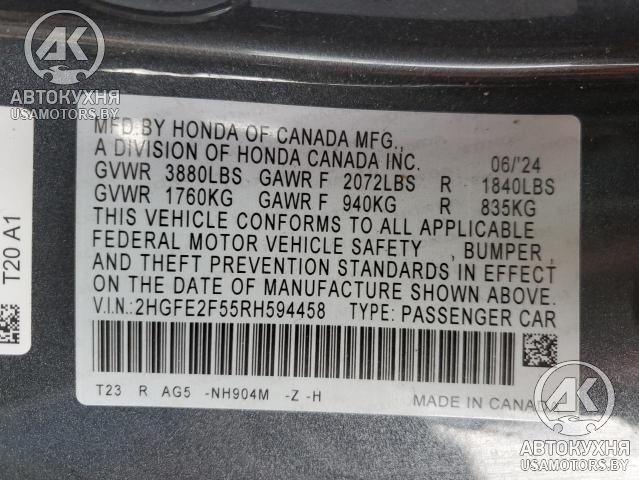 AK
АВТОКУХНЯ
USAMOTORS.BY
T20 A1
MFD.BY HONDA OF CANADA MFG.,
A DIVISION OF HONDA CANADA INC. 06/'24
GVWR 3880LBS GAWR F 2072LBS R 1840LBS
GVWR 1760KG GAWR F 940KG R 835KG
THIS VEHICLE CONFORMS TO ALL APPLICABLE
FEDERAL MOTOR VEHICLE SAFETY , BUMPER,
AND THEFT PREVENTION STANDARDS IN EFFECT
ON THE DATE OF MANUFACTURE SHOWN ABOVE.
V.I.N.:2HGFE2F55RH594458 TYPE: PASSENGER CAR
T23 R AG5 -NH904M -Z -H
MADE IN CANADA
AK
АВТОКУХНЯ
USAMOTORS.BY